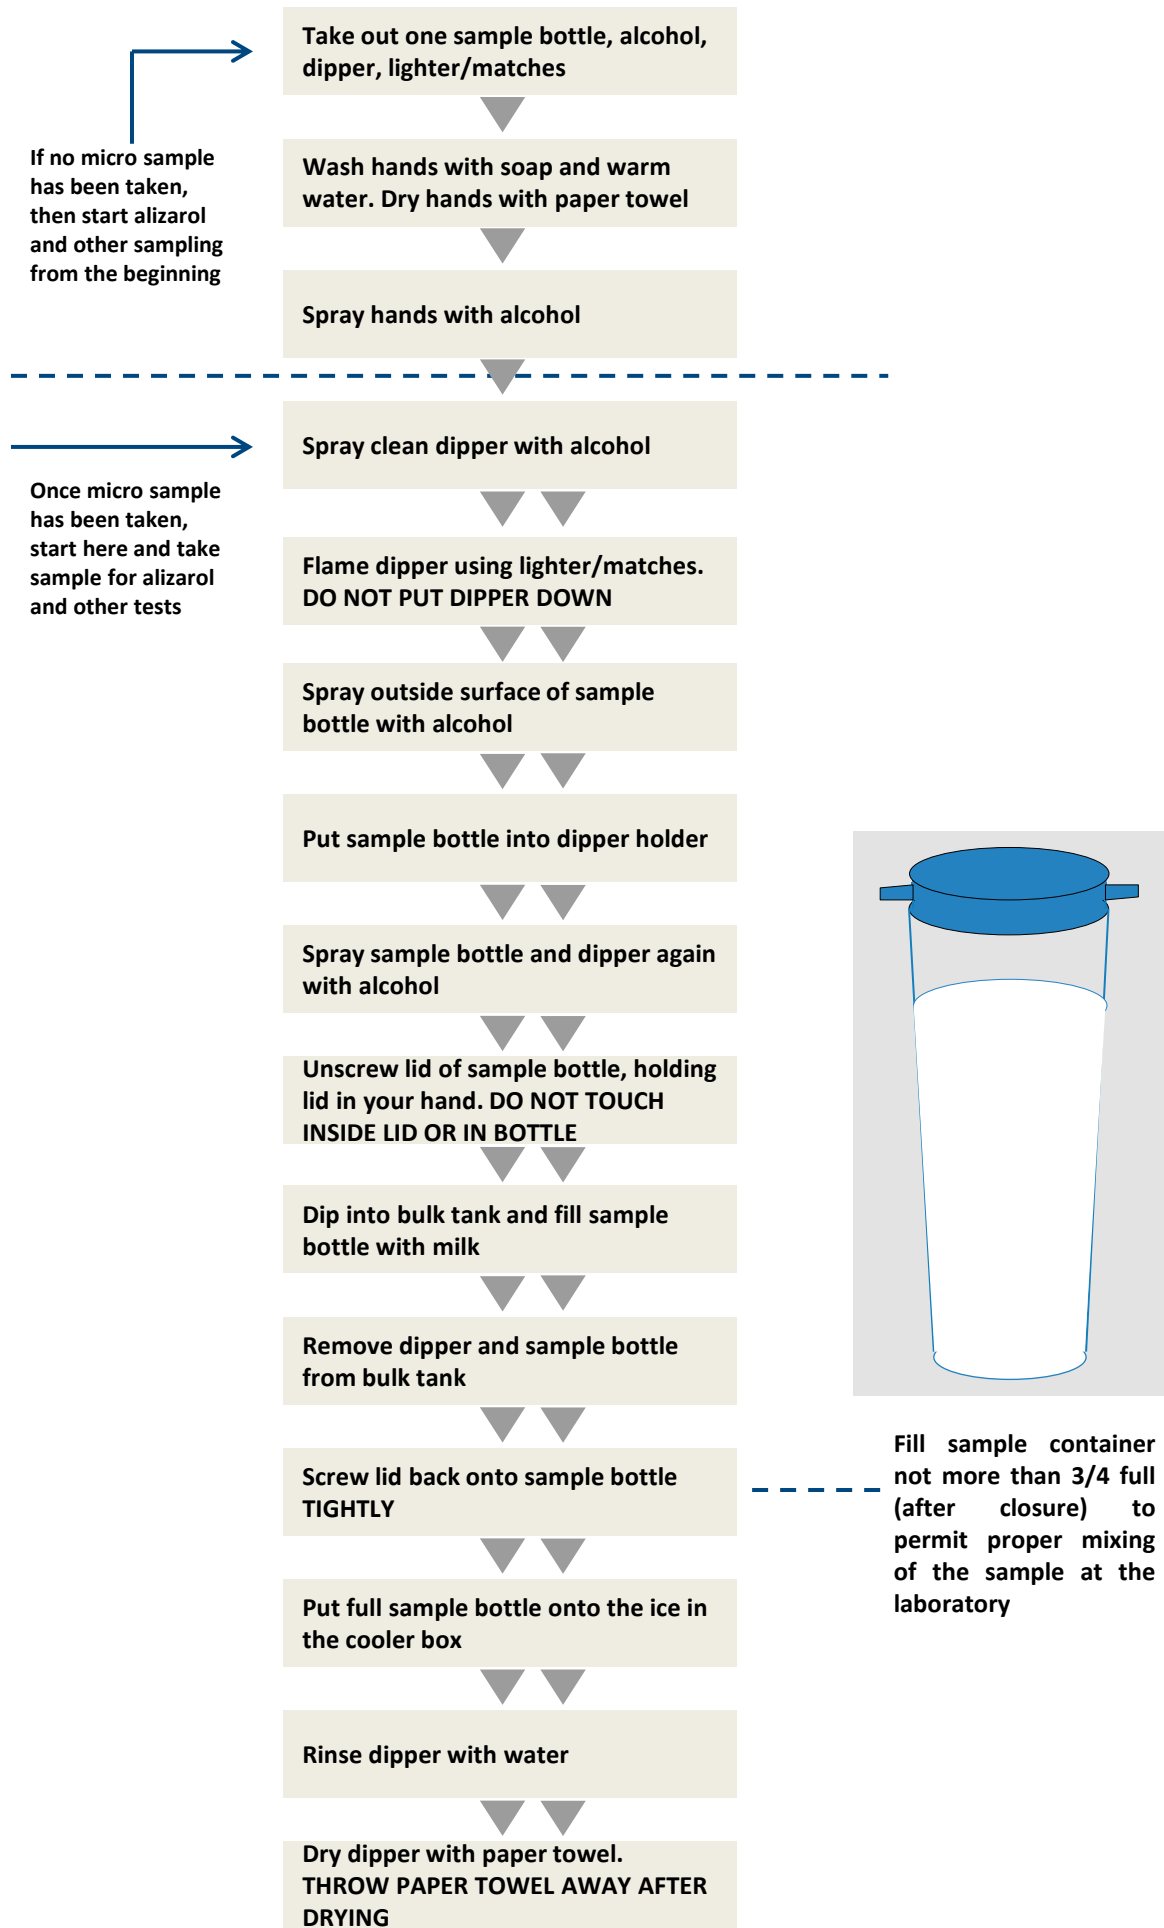 Take out one sample bottle, alcohol,
dipper, lighter/matches
If no micro sample
has been taken,
then start alizarol
and other sampling
from the beginning
Wash hands with soap and warm
water. Dry hands with paper towel
Spray hands with alcohol
Spray clean dipper with alcohol
Once micro sample
has been taken,
start here and take
sample for alizarol
and other tests
Flame dipper using lighter/matches.
DO NOT PUT DIPPER DOWN
Spray outside surface of sample
bottle with alcohol
Put sample bottle into dipper holder
Spray sample bottle and dipper again
with alcohol
Unscrew lid of sample bottle, holding
lid in your hand. DO NOT TOUCH
INSIDE LID OR IN BOTTLE
Dip into bulk tank and fill sample
bottle with milk
Remove dipper and sample bottle
from bulk tank
Screw lid back onto sample bottle
TIGHTLY
Fill sample container
not more than 3/4 full
(after closure) to
permit proper mixing
of the sample at the
laboratory
Put full sample bottle onto the ice in
the cooler box
Rinse dipper with water
Dry dipper with paper towel.
THROW PAPER TOWEL AWAY AFTER
DRYING